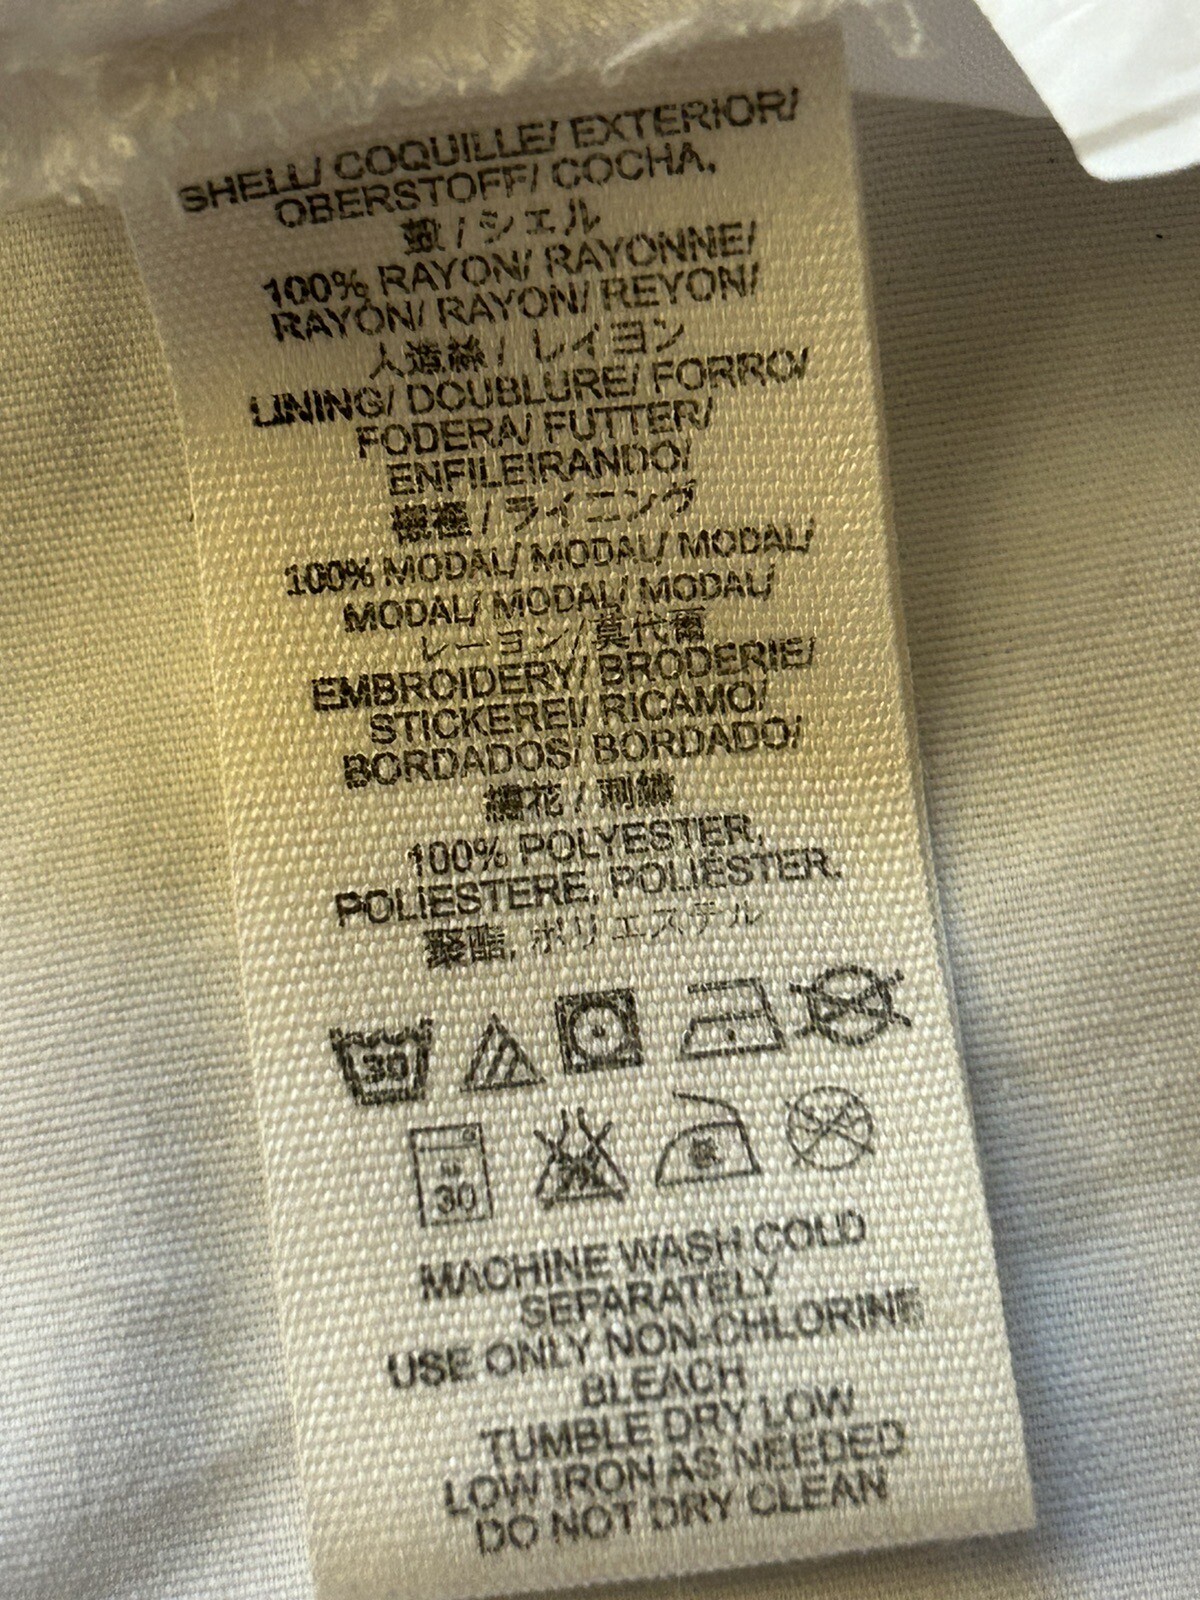 SHELL/ COQUILLE/ EXTERIOR/
OBERSTOFF/ COCHA,
/ シェル
100% RAYON/ RAYONNE/
RAYÓN/ RAYON/ REYON/
人造絲 / レイヨン
LINING/ DOUBLURE/ FORRO/
FODERA/ FUTTER/
ENFILEIRANDO/
/ ライニング
100% MODAL/ MODAL/ MODAL/
MODAL/ MODAL/ MODAL/
レーヨン/莫代爾
EMBROIDERY/ BRODERIE/
STICKEREI/ RICAMO/
BORDADOS/ BORDADO/
繡花 / 刺繍
100% POLYESTER,
POLIESTERE, POLIÉSTER.
聚酯, ポリエステル
30
30
MACHINE WASH COLD
SEPARATELY
USE ONLY NON-CHLORINE
BLEACH
TUMBLE DRY LOW
LOW IRON AS NEEDED
DO NOT DRY CLEAN